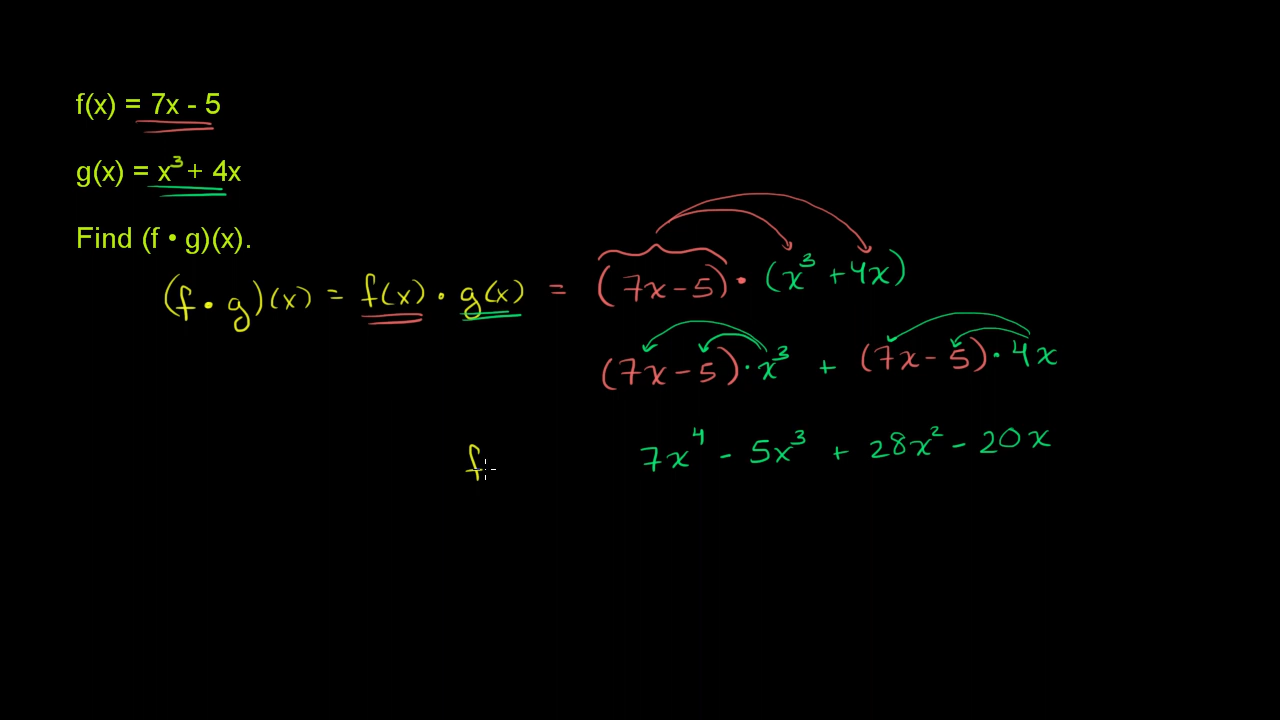 f(x) = 7x - 5
g(x) = x³ + 4x
Find (f • g)(x).
(f • g)(x) = f(x) • g(x) = (7x - 5) • (x³ + 4x)
(7x - 5) • x³ + (7x - 5) • 4x
f 7x⁴ - 5x³ + 28x² - 20x